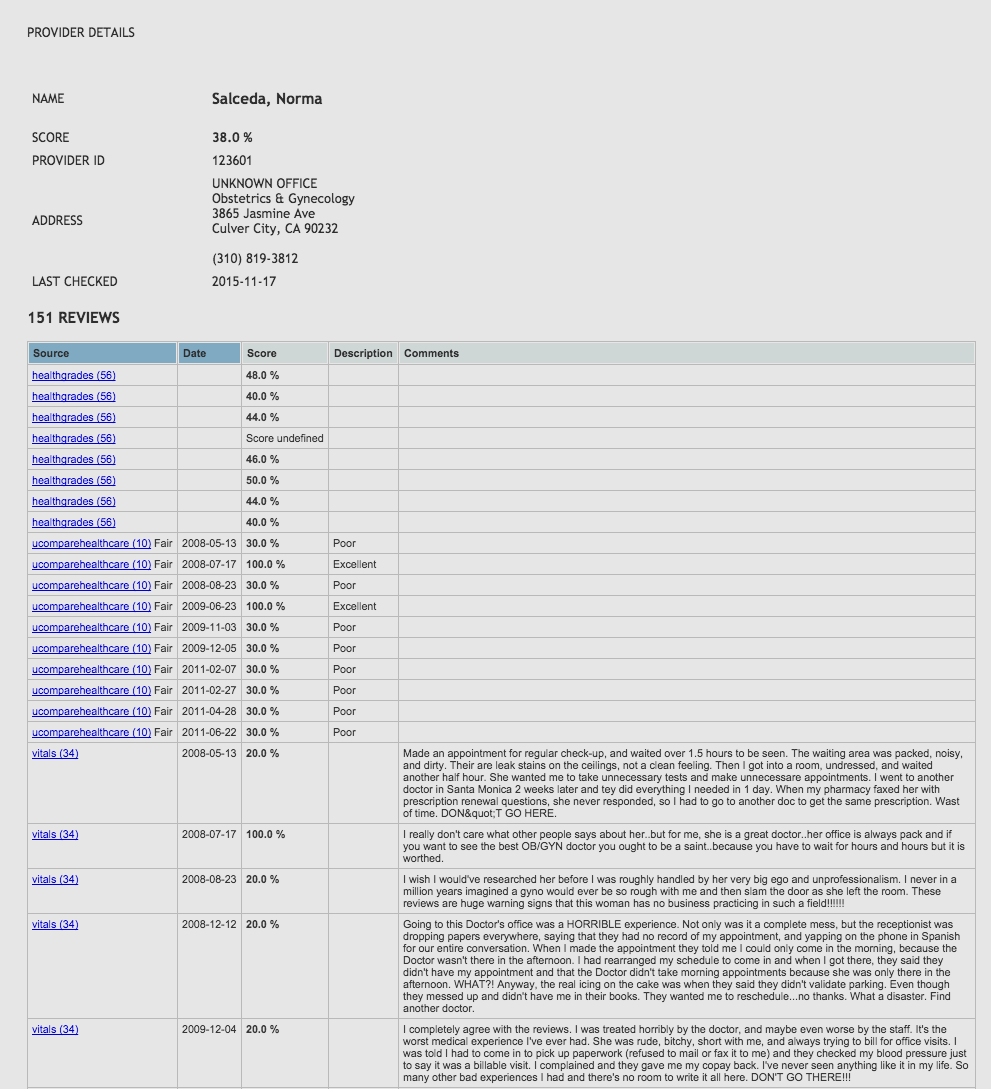 PROVIDER DETAILS
NAME Salceda, Norma
SCORE 38.0 %
PROVIDER ID 123601
ADDRESS UNKNOWN OFFICE
Obstetrics & Gynecology
3865 Jasmine Ave
Culver City, CA 90232
(310) 819-3812
LAST CHECKED 2015-11-17
151 REVIEWS
Source Date Score Description Comments
healthgrades (56) 48.0 %
healthgrades (56) 40.0 %
healthgrades (56) 44.0 %
healthgrades (56) Score undefined
healthgrades (56) 46.0 %
healthgrades (56) 50.0 %
healthgrades (56) 44.0 %
healthgrades (56) 40.0 %
ucomparehealthcare (10) Fair 2008-05-13 30.0 % Poor
ucomparehealthcare (10) Fair 2008-07-17 100.0 % Excellent
ucomparehealthcare (10) Fair 2008-08-23 30.0 % Poor
ucomparehealthcare (10) Fair 2009-06-23 100.0 % Excellent
ucomparehealthcare (10) Fair 2009-11-03 30.0 % Poor
ucomparehealthcare (10) Fair 2009-12-05 30.0 % Poor
ucomparehealthcare (10) Fair 2011-02-07 30.0 % Poor
ucomparehealthcare (10) Fair 2011-02-27 30.0 % Poor
ucomparehealthcare (10) Fair 2011-04-28 30.0 % Poor
ucomparehealthcare (10) Fair 2011-06-22 30.0 % Poor
vitals (34) 2008-05-13 20.0 % Made an appointment for regular check-up, and waited over 1.5 hours to be seen. The waiting area was packed, noisy,
and dirty. Their are leak stains on the ceilings, not a clean feeling. Then I got into a room, undressed, and waited
another half hour. She wanted me to take unnecessary tests and make unnecessare appointments. I went to another
doctor in Santa Monica 2 weeks later and tey did everything I needed in 1 day. When my pharmacy faxed her with
prescription renewal questions, she never responded, so I had to go to another doc to get the same prescription. Wast
of time. DON&quot;T GO HERE.
vitals (34) 2008-07-17 100.0 % I really don't care what other people says about her..but for me, she is a great doctor..her office is always pack and if
you want to see the best OB/GYN doctor you ought to be a saint..because you have to wait for hours and hours but it is
worthed.
vitals (34) 2008-08-23 20.0 % I wish I would've researched her before I was roughly handled by her very big ego and unprofessionalism. I never in a
million years imagined a gyno would ever be so rough with me and then slam the door as she left the room. These
reviews are huge warning signs that this woman has no business practicing in such a field!!!!!!
vitals (34) 2008-12-12 20.0 % Going to this Doctor's office was a HORRIBLE experience. Not only was it a complete mess, but the receptionist was
dropping papers everywhere, saying that they had no record of my appointment, and yapping on the phone in Spanish
for our entire conversation. When I made the appointment they told me I could only come in the morning, because the
Doctor wasn't there in the afternoon. I had rearranged my schedule to come in and when I got there, they said they
didn't have my appointment and that the Doctor didn't take morning appointments because she was only there in the
afternoon. WHAT?! Anyway, the real icing on the cake was when they said they didn't validate parking. Even though
they messed up and didn't have me in their books. They wanted me to reschedule...no thanks. What a disaster. Find
another doctor.
vitals (34) 2009-12-04 20.0 % I completely agree with the reviews. I was treated horribly by the doctor, and maybe even worse by the staff. It's the
worst medical experience I've ever had. She was rude, bitchy, short with me, and always trying to bill for office visits. I
was told I had to come in to pick up paperwork (refused to mail or fax it to me) and they checked my blood pressure just
to say it was a billable visit. I complained and they gave me my copay back. I've never seen anything like it in my life. So
many other bad experiences I had and there's no room to write it all here. DON'T GO THERE!!!